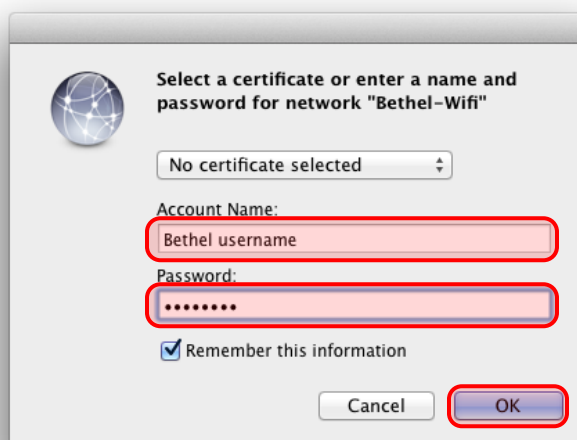 Select a certificate or enter a name and
password for network "Bethel-Wifi"
No certificate selected
Account Name:
Bethel username
Password:
••••••••
Remember this information
Cancel OK